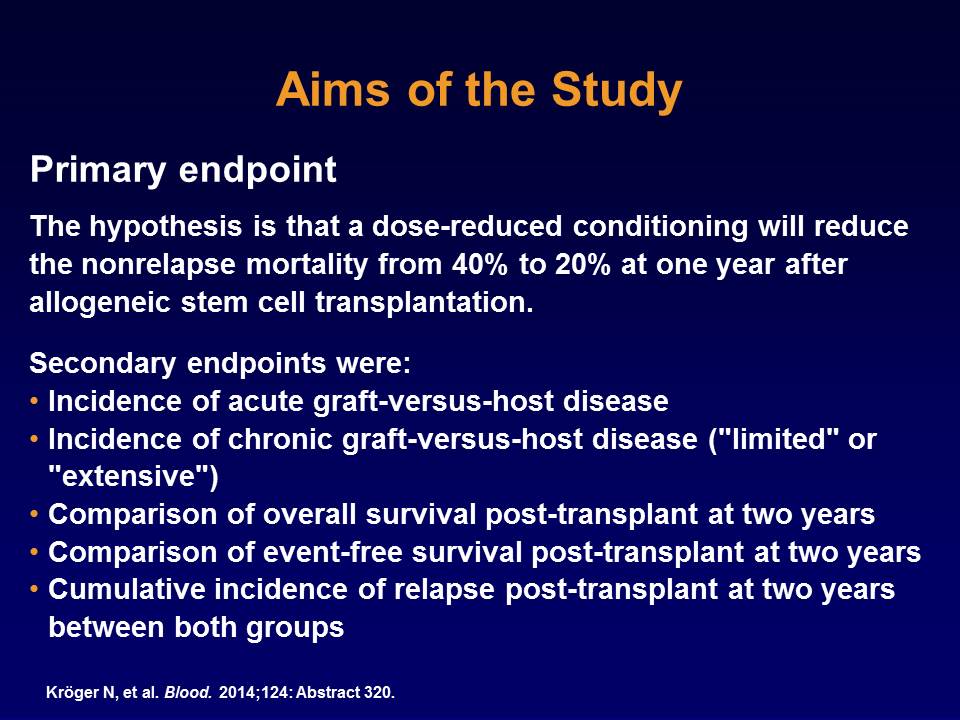 Aims of the Study
Primary endpoint
The hypothesis is that a dose-reduced conditioning will reduce
the nonrelapse mortality from 40% to 20% at one year after
allogeneic stem cell transplantation.
Secondary endpoints were:
• Incidence of acute graft-versus-host disease
• Incidence of chronic graft-versus-host disease ("limited" or
"extensive")
• Comparison of overall survival post-transplant at two years
• Comparison of event-free survival post-transplant at two years
• Cumulative incidence of relapse post-transplant at two years
between both groups
Kröger N, et al. Blood. 2014;124: Abstract 320.